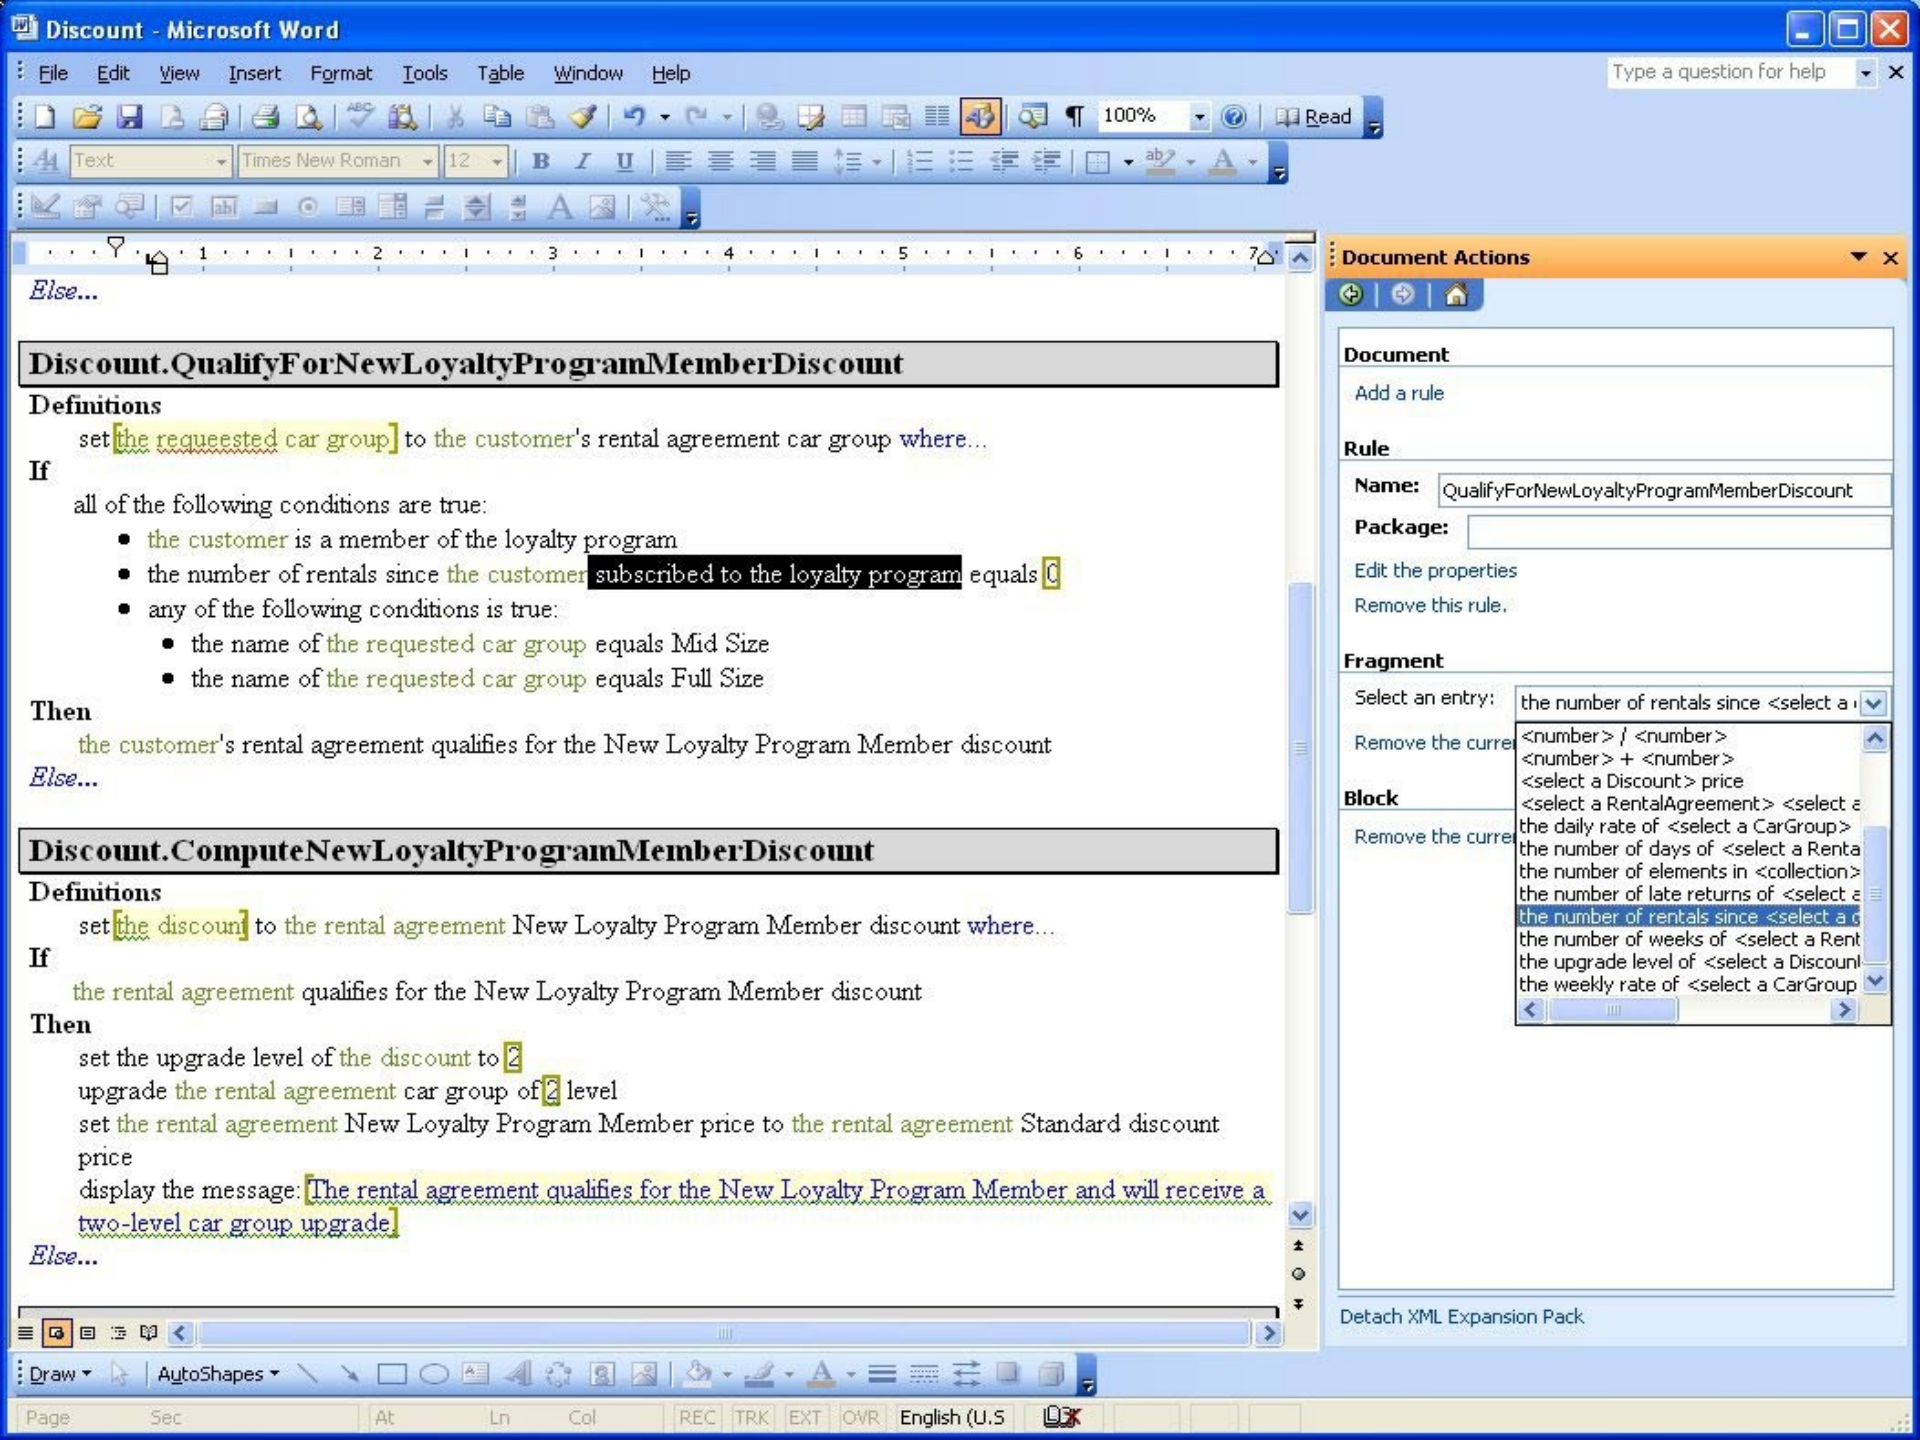 Discount - Microsoft Word
File Edit View Insert Format Tools Table Window Help
Type a question for help
100%
Read
Text
Times New Roman
12
B I U
1 2 3 4 5 6 7
Else...
Discount.QualifyForNewLoyaltyProgramMemberDiscount
Definitions
set [the requeested car group] to the customer's rental agreement car group where...
If
all of the following conditions are true:
• the customer is a member of the loyalty program
• the number of rentals since the customer subscribed to the loyalty program equals 0
• any of the following conditions is true:
• the name of the requested car group equals Mid Size
• the name of the requested car group equals Full Size
Then
the customer's rental agreement qualifies for the New Loyalty Program Member discount
Else...
Discount.ComputeNewLoyaltyProgramMemberDiscount
Definitions
set [the discount] to the rental agreement New Loyalty Program Member discount where...
If
the rental agreement qualifies for the New Loyalty Program Member discount
Then
set the upgrade level of the discount to [2]
upgrade the rental agreement car group of [2] level
set the rental agreement New Loyalty Program Member price to the rental agreement Standard discount
price
display the message: [The rental agreement qualifies for the New Loyalty Program Member and will receive a
two-level car group upgrade.]
Else...
Document Actions
Document
Add a rule
Rule
Name: QualifyForNewLoyaltyProgramMemberDiscount
Package:
Edit the properties
Remove this rule.
Fragment
Select an entry: the number of rentals since <select a
Remove the curre
<number> / <number>
<number> + <number>
<select a Discount> price
<select a RentalAgreement> <select a
the daily rate of <select a CarGroup>
the number of days of <select a Renta
the number of elements in <collection>
the number of late returns of <select a
the number of rentals since <select a c
the number of weeks of <select a Rent
the upgrade level of <select a Discount
the weekly rate of <select a CarGroup
Block
Remove the curre
Detach XML Expansion Pack
Draw AutoShapes
Page Sec At Ln Col REC TRK EXT OVR English (U.S